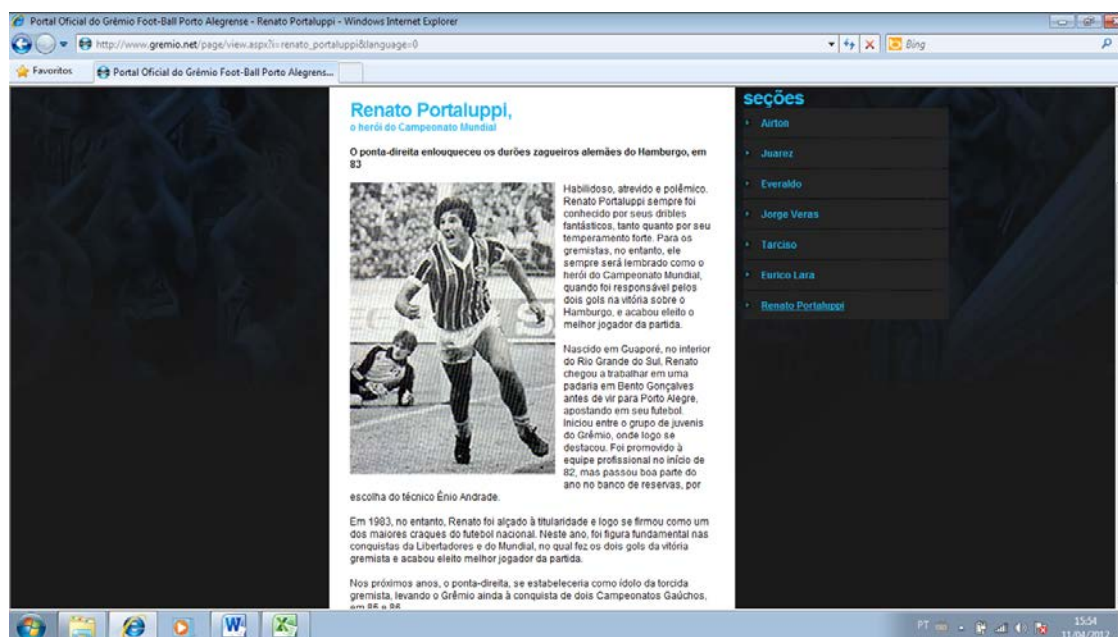 Portal Oficial do Grêmio Foot-Ball Porto Alegrense - Renato Portaluppi - Windows Internet Explorer
http://www.gremio.net/page/view.aspx?i=renato_portaluppi&language=0
Bing
Favoritos
Portal Oficial do Grêmio Foot-Ball Porto Alegrens...
Renato Portaluppi,
o herói do Campeonato Mundial
O ponta-direita enlouqueceu os durões zagueiros alemães do Hamburgo, em
83
Habilidoso, atrevido e polêmico.
Renato Portaluppi sempre foi
conhecido por seus dribles
fantásticos, tanto quanto por seu
temperamento forte. Para os
gremistas, no entanto, ele
sempre será lembrado como o
herói do Campeonato Mundial,
quando foi responsável pelos
dois gols na vitória sobre o
Hamburgo, e acabou eleito o
melhor jogador da partida.
Nascido em Guaporé, no interior
do Rio Grande do Sul, Renato
chegou a trabalhar em uma
padaria em Bento Gonçalves
antes de vir para Porto Alegre,
apostando em seu futebol.
Iniciou entre o grupo de juvenis
do Grêmio, onde logo se
destacou. Foi promovido à
equipe profissional no início de
82, mas passou boa parte do
ano no banco de reservas, por
escolha do técnico Ênio Andrade.
Em 1983, no entanto, Renato foi alçado à titularidade e logo se firmou como um
dos maiores craques do futebol nacional. Neste ano, foi figura fundamental nas
conquistas da Libertadores e do Mundial, no qual fez os dois gols da vitória
gremista e acabou eleito melhor jogador da partida.
Nos próximos anos, o ponta-direita, se estabeleceria como ídolo da torcida
gremista, levando o Grêmio ainda à conquista de dois Campeonatos Gaúchos,
em 85 e 86.
seções
Airton
Juarez
Everaldo
Jorge Veras
Tarciso
Eurico Lara
Renato Portaluppi
PT
15:54
11/04/2012